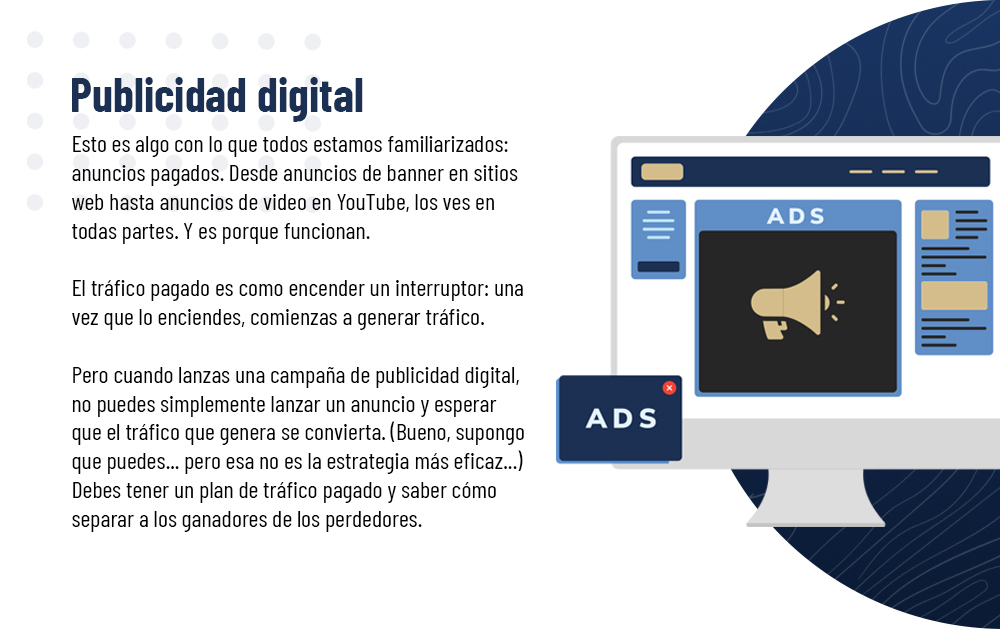 Publicidad digital
Esto es algo con lo que todos estamos familiarizados:
anuncios pagados. Desde anuncios de banner en sitios
web hasta anuncios de video en YouTube, los ves en
todas partes. Y es porque funcionan.
El tráfico pagado es como encender un interruptor: una
vez que lo enciendes, comienzas a generar tráfico.
Pero cuando lanzas una campaña de publicidad digital,
no puedes simplemente lanzar un anuncio y esperar
que el tráfico que genera se convierta. (Bueno, supongo
que puedes... pero esa no es la estrategia más eficaz...)
Debes tener un plan de tráfico pagado y saber cómo
separar a los ganadores de los perdedores.
ADS
ADS